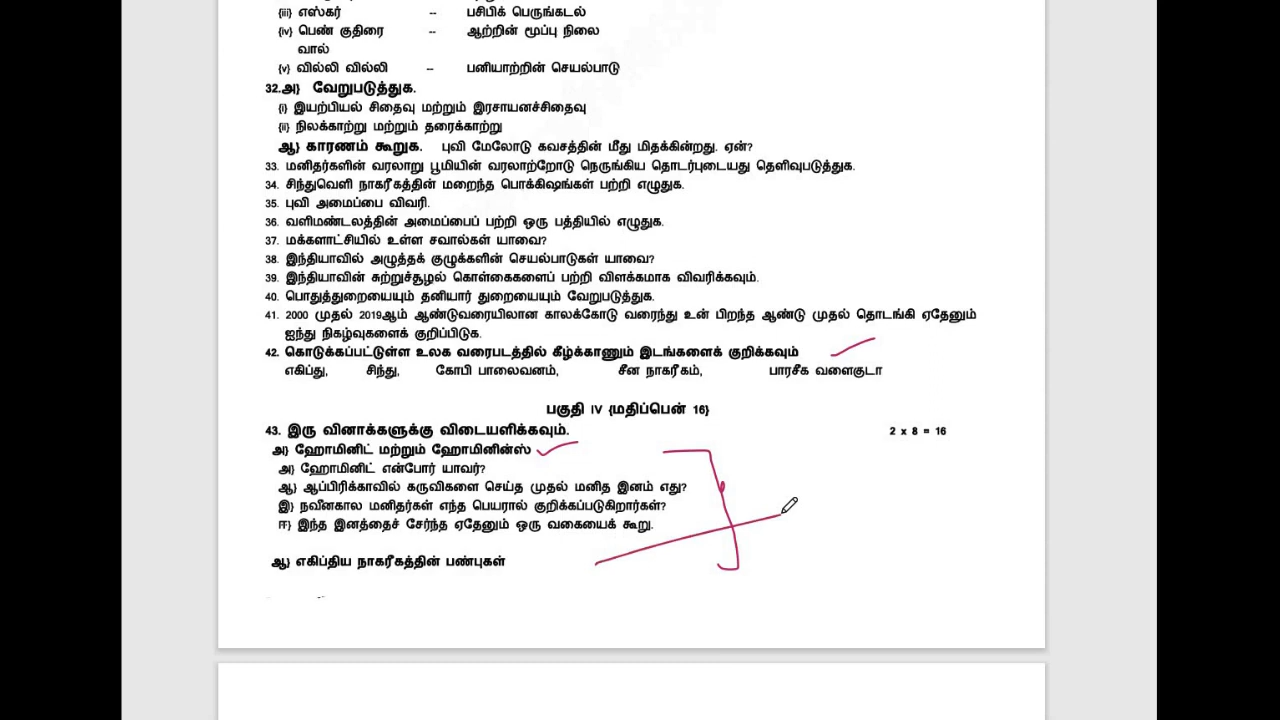 {iii} எஸ்கர் -- பசிபிக் பெருங்கடல்
{iv} பெண் குதிரை -- ஆற்றின் மூப்பு நிலை
வால்
{v} வில்லி வில்லி -- பனியாற்றின் செயல்பாடு
32.அ} வேறுபடுத்துக.
{i} இயற்பியல் சிதைவு மற்றும் இரசாயனச்சிதைவு
{ii} நிலக்காற்று மற்றும் தரைக்காற்று
ஆ} காரணம் கூறுக. புவி மேலோடு கவசத்தின் மீது மிதக்கின்றது. ஏன்?
33. மனிதர்களின் வரலாறு பூமியின் வரலாற்றோடு நெருங்கிய தொடர்புடையது தெளிவுபடுத்துக.
34. சிந்துவெளி நாகரீகத்தின் மறைந்த பொக்கிஷங்கள் பற்றி எழுதுக.
35. புவி அமைப்பை விவரி.
36. வளிமண்டலத்தின் அமைப்பைப் பற்றி ஒரு பத்தியில் எழுதுக.
37. மக்களாட்சியில் உள்ள சவால்கள் யாவை?
38. இந்தியாவில் அழுத்தக் குழுக்களின் செயல்பாடுகள் யாவை?
39. இந்தியாவின் சுற்றுச்சூழல் கொள்கைகளைப் பற்றி விளக்கமாக விவரிக்கவும்.
40. பொதுத்துறையையும் தனியார் துறையையும் வேறுபடுத்துக.
41. 2000 முதல் 2019ஆம் ஆண்டுவரையிலான காலக்கோடு வரைந்து உன் பிறந்த ஆண்டு முதல் தொடங்கி ஏதேனும்
ஐந்து நிகழ்வுகளைக் குறிப்பிடுக.
42. கொடுக்கப்பட்டுள்ள உலக வரைபடத்தில் கீழ்க்காணும் இடங்களைக் குறிக்கவும்
எகிப்து, சிந்து, கோபி பாலைவனம், சீன நாகரீகம், பாரசீக வளைகுடா
பகுதி IV {மதிப்பென் 16}
43. இரு வினாக்களுக்கு விடையளிக்கவும். 2 x 8 = 16
அ} ஹோமினிட் மற்றும் ஹோமினின்ஸ்
அ} ஹோமினிட் என்போர் யாவர்?
ஆ} ஆப்பிரிக்காவில் கருவிகளை செய்த முதல் மனித இனம் எது?
இ} நவீனகால மனிதர்கள் எந்த பெயரால் குறிக்கப்படுகிறார்கள்?
ஈ} இந்த இனத்தைச் சேர்ந்த ஏதேனும் ஒரு வகையைக் கூறு.
ஆ} எகிப்திய நாகரீகத்தின் பண்புகள்